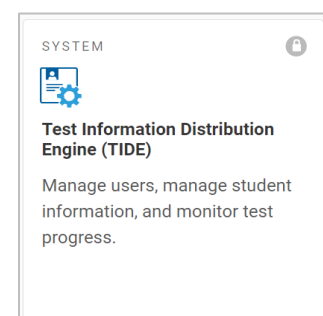 SYSTEM
Test Information Distribution
Engine (TIDE)
Manage users, manage student
information, and monitor test
progress.